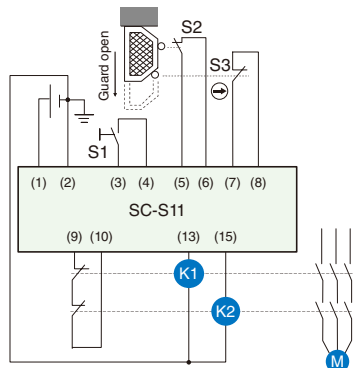 S2
Guard open
S3
S1
(1) (2) (3) (4) (5) (6) (7) (8)
SC-S11
(9) (10) (13) (15)
K1
K2
M